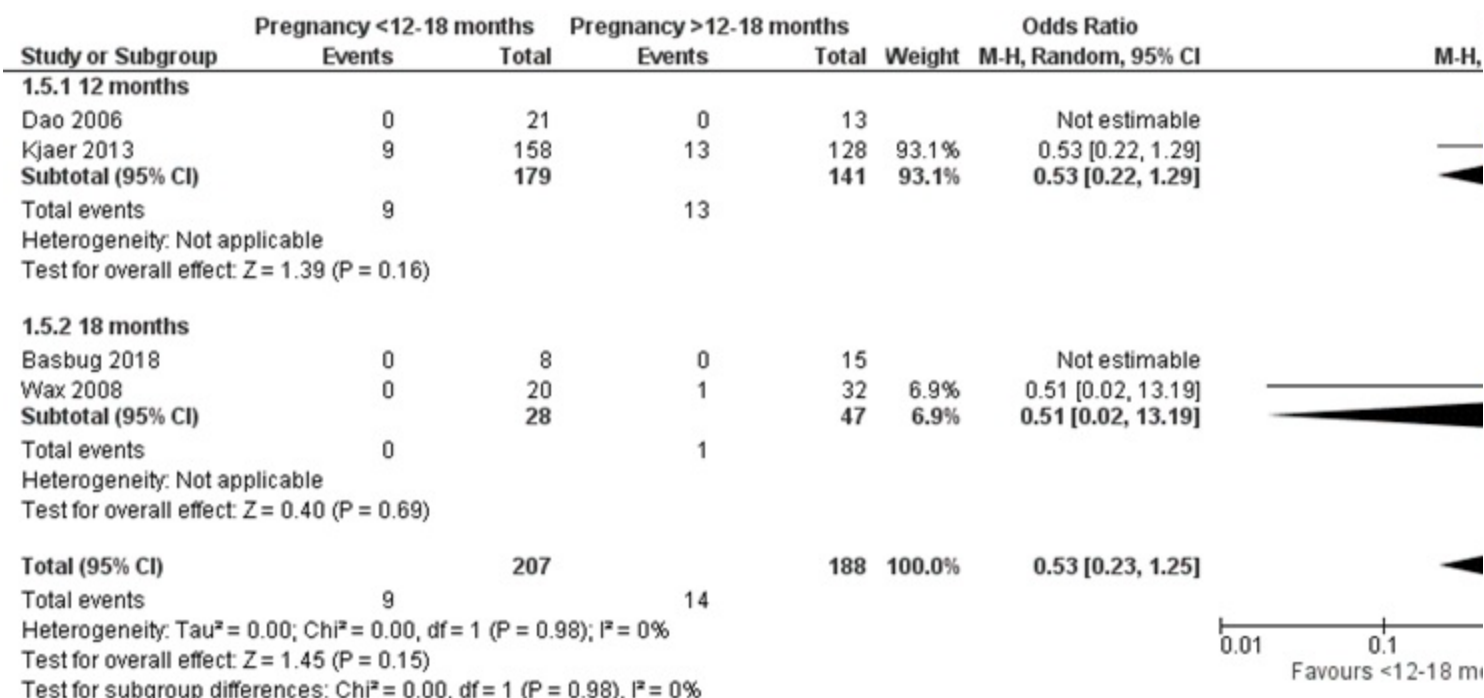 Pregnancy <12-18 months Pregnancy >12-18 months Odds Ratio
Study or Subgroup Events Total Events Total Weight M-H, Random, 95% CI M-H,
1.5.1 12 months
Dao 2006 0 21 0 13 Not estimable
Kjaer 2013 9 158 13 128 93.1% 0.53 [0.22, 1.29]
Subtotal (95% CI) 179 141 93.1% 0.53 [0.22, 1.29]
Total events 9 13
Heterogeneity: Not applicable
Test for overall effect: Z = 1.39 (P = 0.16)
1.5.2 18 months
Basbug 2018 0 8 0 15 Not estimable
Wax 2008 0 20 1 32 6.9% 0.51 [0.02, 13.19]
Subtotal (95% CI) 28 47 6.9% 0.51 [0.02, 13.19]
Total events 0 1
Heterogeneity: Not applicable
Test for overall effect: Z = 0.40 (P = 0.69)
Total (95% CI) 207 188 100.0% 0.53 [0.23, 1.25]
Total events 9 14
Heterogeneity: Tau² = 0.00; Chi² = 0.00, df = 1 (P = 0.98); I² = 0%
Test for overall effect: Z = 1.45 (P = 0.15)
Test for subgroup differences: Chi² = 0.00, df = 1 (P = 0.98), I² = 0%
0.01 0.1
Favours <12-18 m